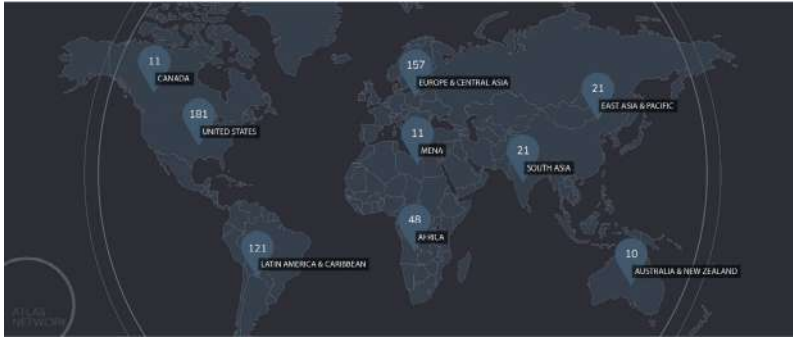 11
CANADA
157
EUROPE & CENTRAL ASIA
21
EAST ASIA & PACIFIC
181
UNITED STATES
11
MENA
21
SOUTH ASIA
48
AFRICA
121
LATIN AMERICA & CARIBBEAN
10
AUSTRALIA & NEW ZEALAND
ATLAS
NETWORK